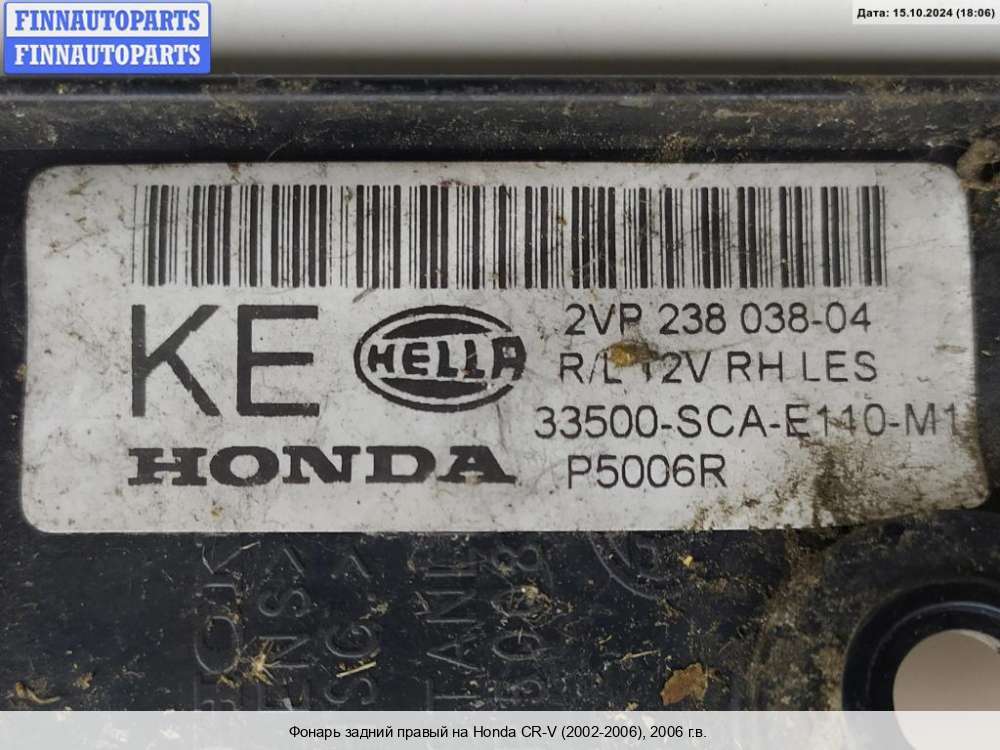 FINNAUTOPARTS
FINNAUTOPARTS
Дата: 15.10.2024 (18:06)
KE
HELLA
2VP 238 038-04
R/L 12V RH LES
33500-SCA-E110-M1
HONDA
P5006R
Фонарь задний правый на Honda CR-V (2002-2006), 2006 г.в.